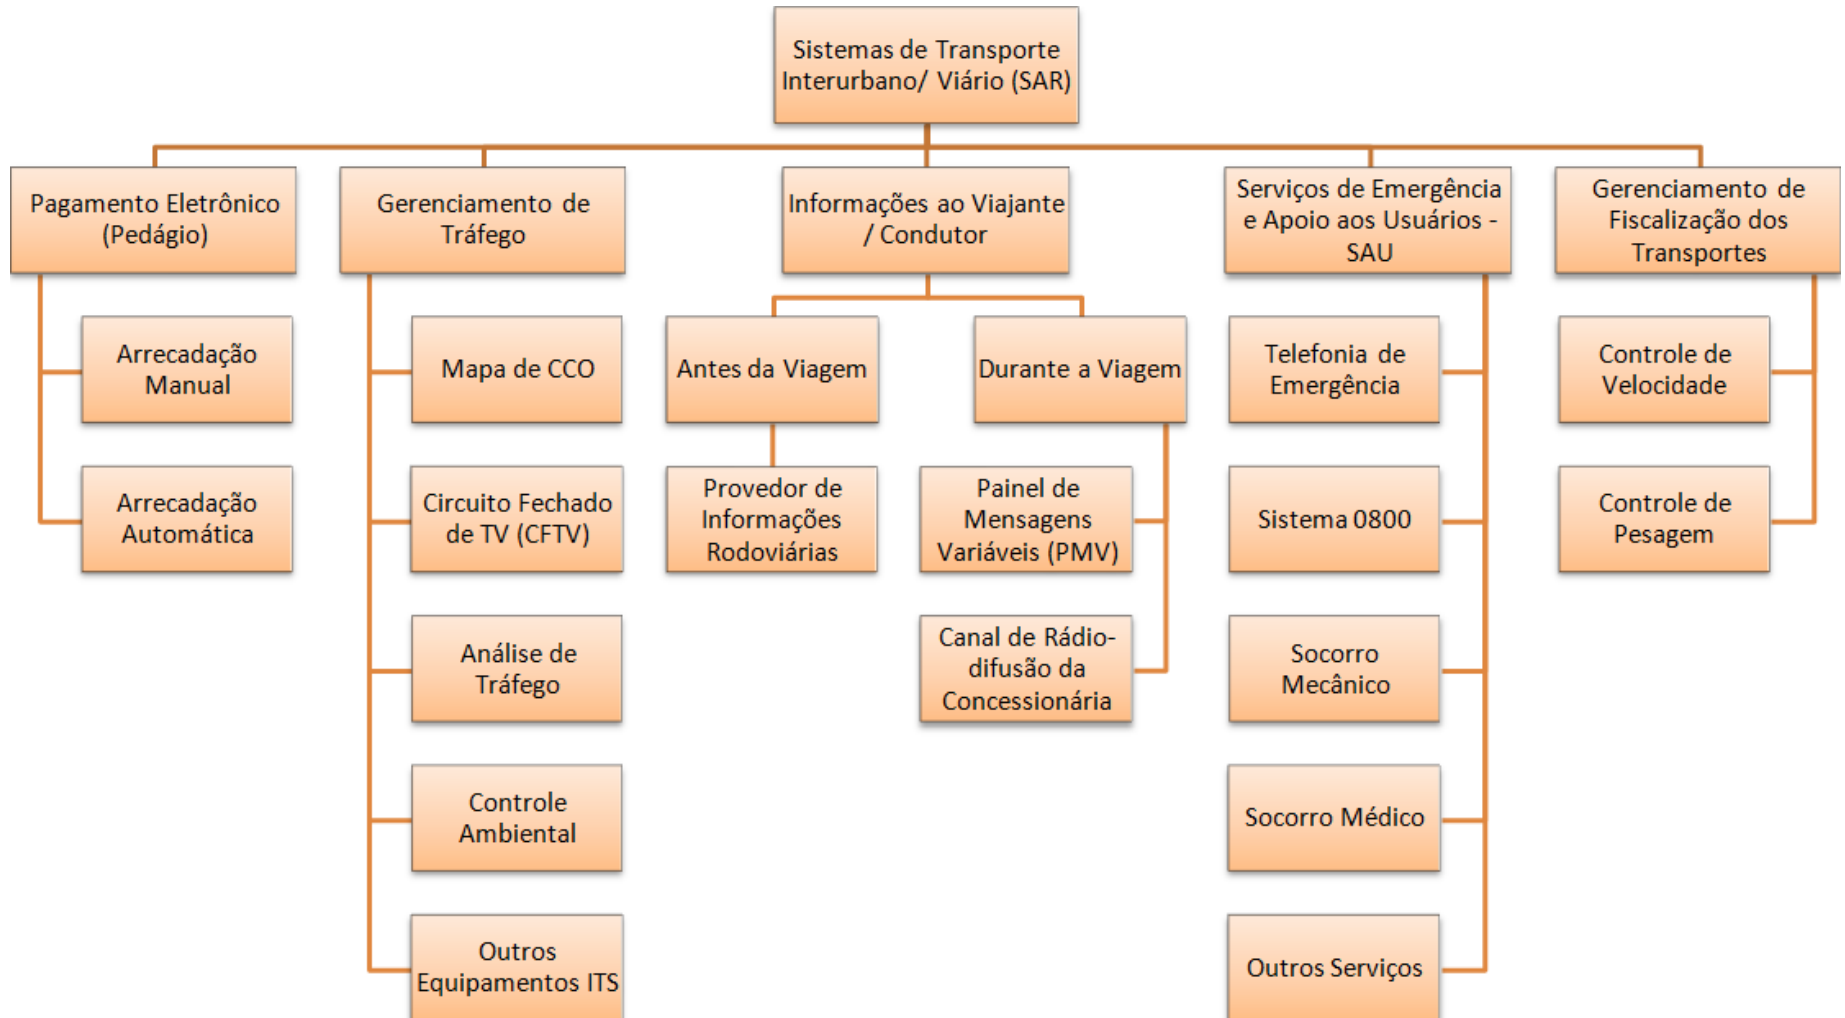 Sistemas de Transporte
Interurbano/ Viário (SAR)
Pagamento Eletrônico
(Pedágio)
Gerenciamento de
Tráfego
Informações ao Viajante
/ Condutor
Serviços de Emergência
e Apoio aos Usuários -
SAU
Gerenciamento de
Fiscalização dos
Transportes
Arrecadação
Manual
Mapa de CCO
Antes da Viagem
Durante a Viagem
Telefonia de
Emergência
Controle de
Velocidade
Arrecadação
Automática
Circuito Fechado
de TV (CFTV)
Provedor de
Informações
Rodoviárias
Painel de
Mensagens
Variáveis (PMV)
Sistema 0800
Controle de
Pesagem
Análise de
Tráfego
Canal de Rádio-
difusão da
Concessionária
Socorro
Mecânico
Controle
Ambiental
Socorro Médico
Outros
Equipamentos ITS
Outros Serviços